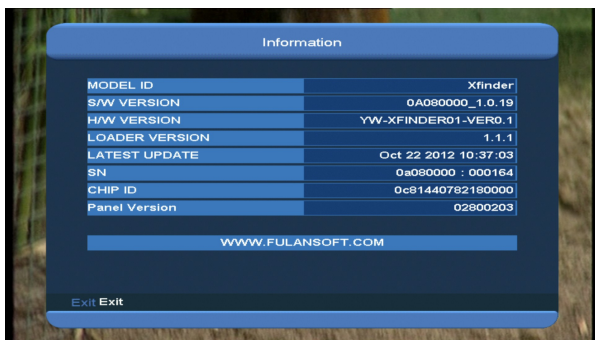 Information
MODEL ID Xfinder
S/W VERSION 0A080000_1.0.19
H/W VERSION YW-XFINDER01-VER0.1
LOADER VERSION 1.1.1
LATEST UPDATE Oct 22 2012 10:37:03
SN 0a080000 : 000164
CHIP ID 0c81440782180000
Panel Version 02800203
WWW.FULANSOFT.COM
Exit Exit